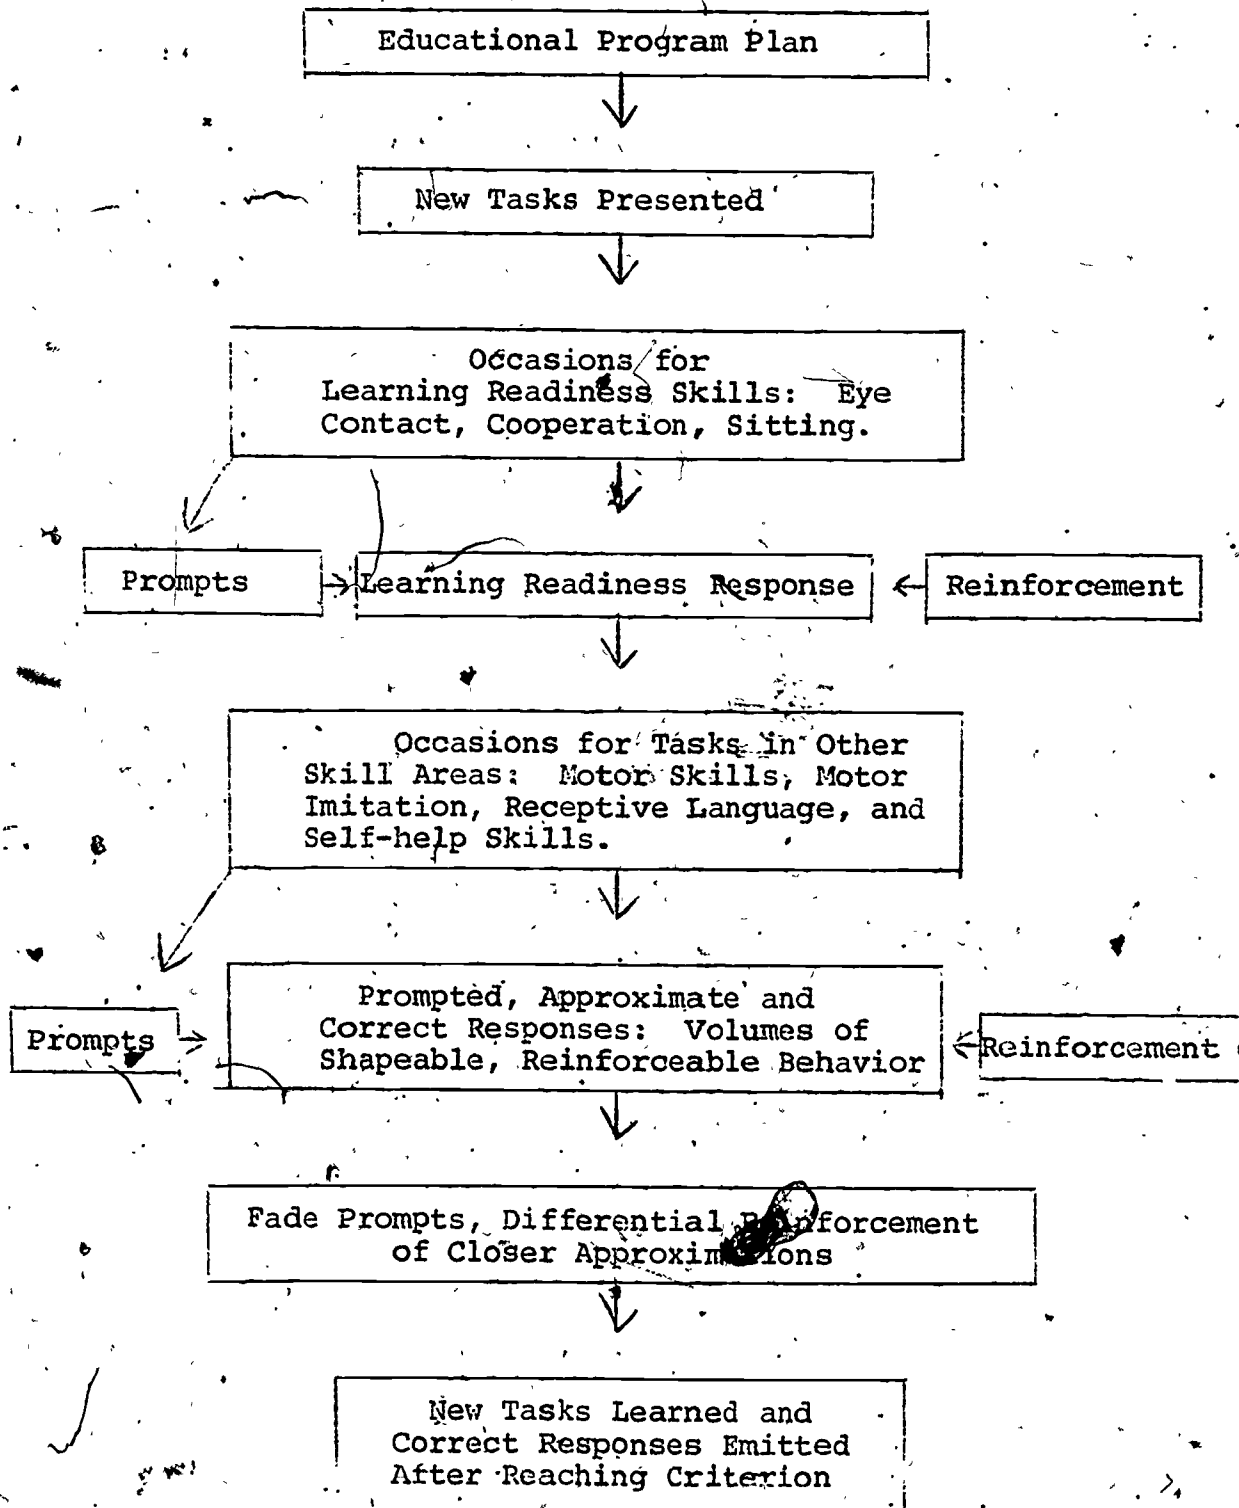 Educational Program Plan
New Tasks Presented
Occasions for
Learning Readiness Skills: Eye
Contact, Cooperation, Sitting.
Prompts
Learning Readiness Response
Reinforcement
Occasions for Tasks in Other
Skill Areas: Motor Skills, Motor
Imitation, Receptive Language, and
Self-help Skills.
Prompted, Approximate and
Correct Responses: Volumes of
Shapeable, Reinforceable Behavior
Prompts
Reinforcement
Fade Prompts, Differential Reinforcement
of Closer Approximations
New Tasks Learned and
Correct Responses Emitted
After Reaching Criterion